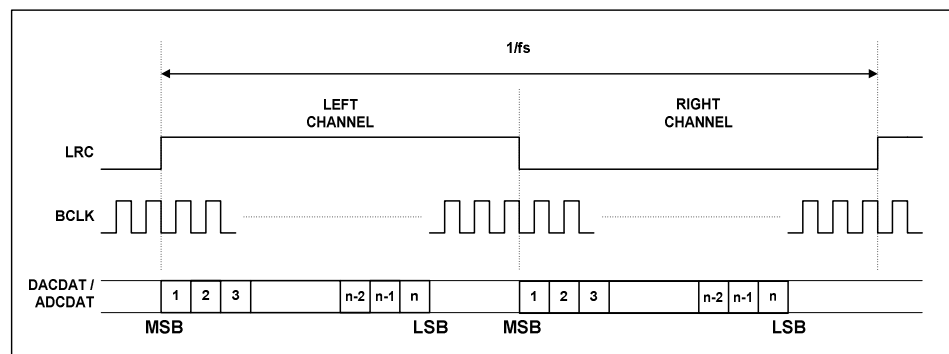 1/fs
LEFT
CHANNEL
RIGHT
CHANNEL
LRC
BCLK
DACDAT /
ADCDAT
1 2 3 n-2 n-1 n 1 2 3 n-2 n-1 n
MSB LSB MSB LSB